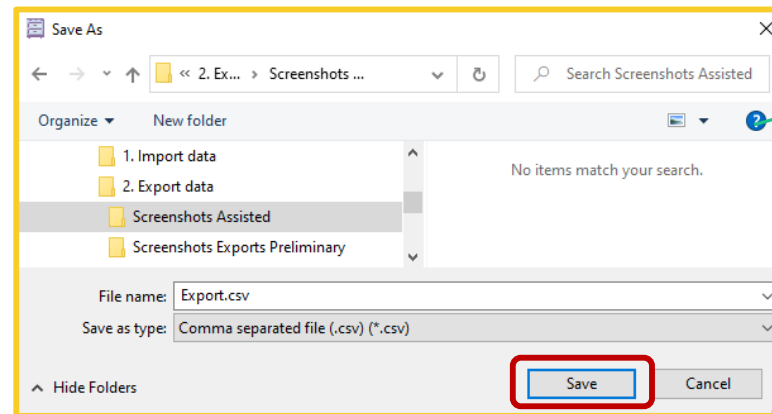 Save As
« 2. Ex... › Screenshots ...
Search Screenshots Assisted
Organize
New folder
?
1. Import data
2. Export data
Screenshots Assisted
Screenshots Exports Preliminary
No items match your search.
File name: Export.csv
Save as type: Comma separated file (.csv) (*.csv)
Hide Folders
Save
Cancel